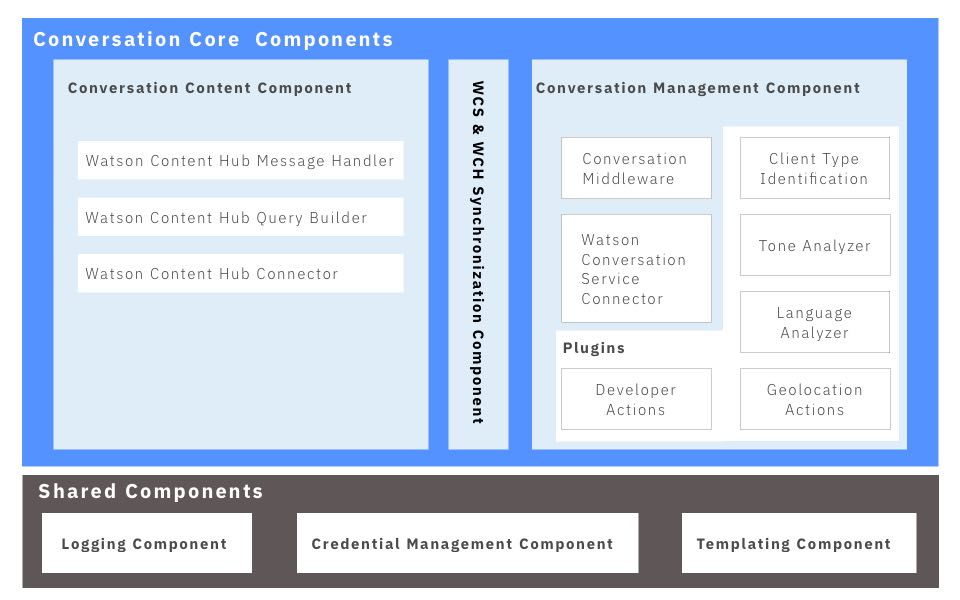 Conversation Core Components
Conversation Content Component
Watson Content Hub Message Handler
Watson Content Hub Query Builder
Watson Content Hub Connector
WCS & WCH Synchronization Component
Conversation Management Component
Conversation
Middleware
Watson
Conversation
Service
Connector
Plugins
Developer
Actions
Client Type
Identification
Tone Analyzer
Language
Analyzer
Geolocation
Actions
Shared Components
Logging Component
Credential Management Component
Templating Component